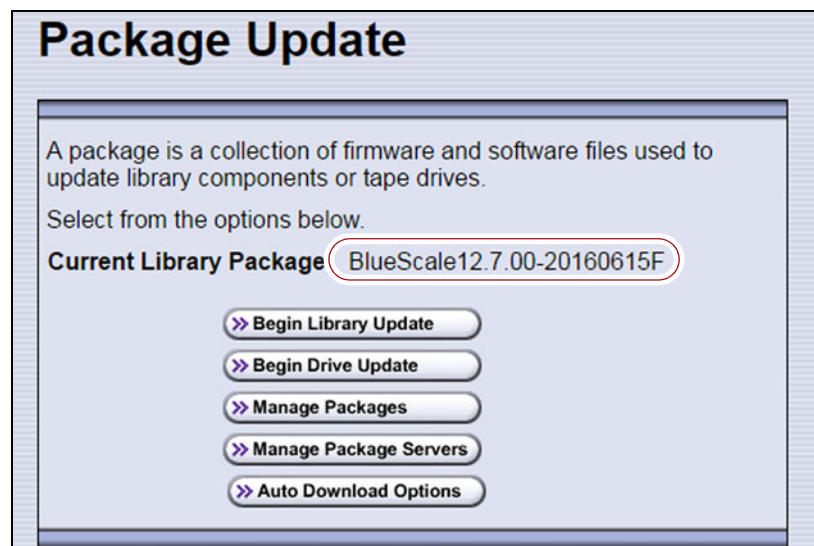 Package Update
A package is a collection of firmware and software files used to
update library components or tape drives.
Select from the options below.
Current Library Package BlueScale12.7.00-20160615F
Begin Library Update
Begin Drive Update
Manage Packages
Manage Package Servers
Auto Download Options